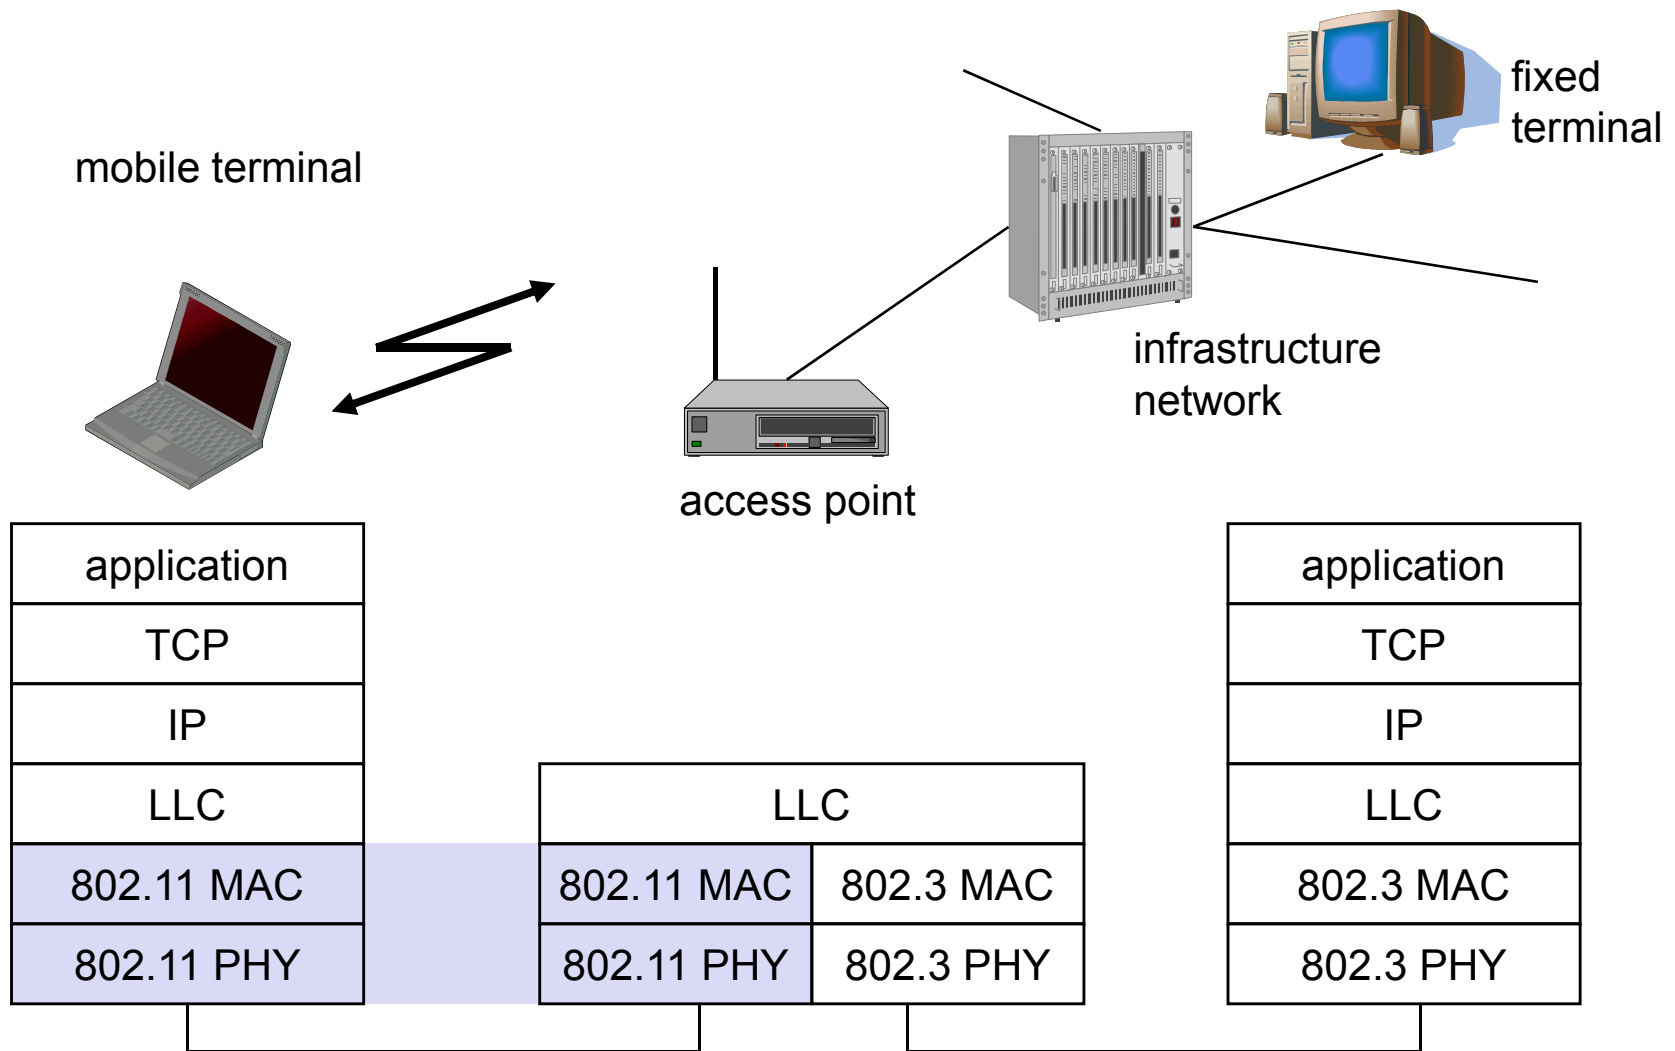 fixed
terminal
mobile terminal
infrastructure
network
access point
application
TCP
IP
LLC
802.11 MAC
802.11 PHY
LLC
802.11 MAC
802.3 MAC
802.11 PHY
802.3 PHY
application
TCP
IP
LLC
802.3 MAC
802.3 PHY